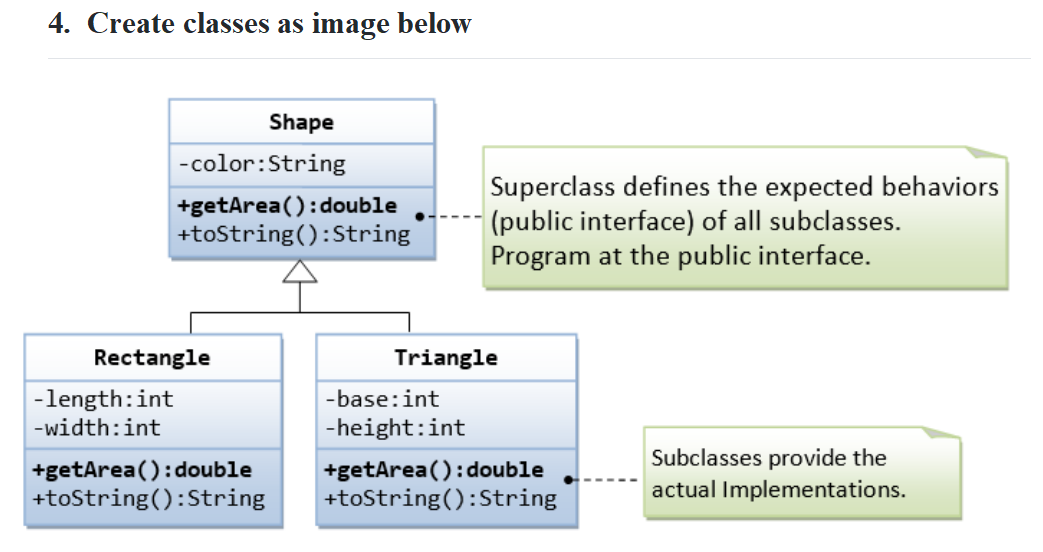 4. Create classes as image below
Shape
-color:String
+getArea():double
+toString():String
Superclass defines the expected behaviors
(public interface) of all subclasses.
Program at the public interface.
Rectangle
-length:int
-width:int
+getArea():double
+toString():String
Triangle
-base:int
-height:int
+getArea():double
+toString():String
Subclasses provide the
actual Implementations.